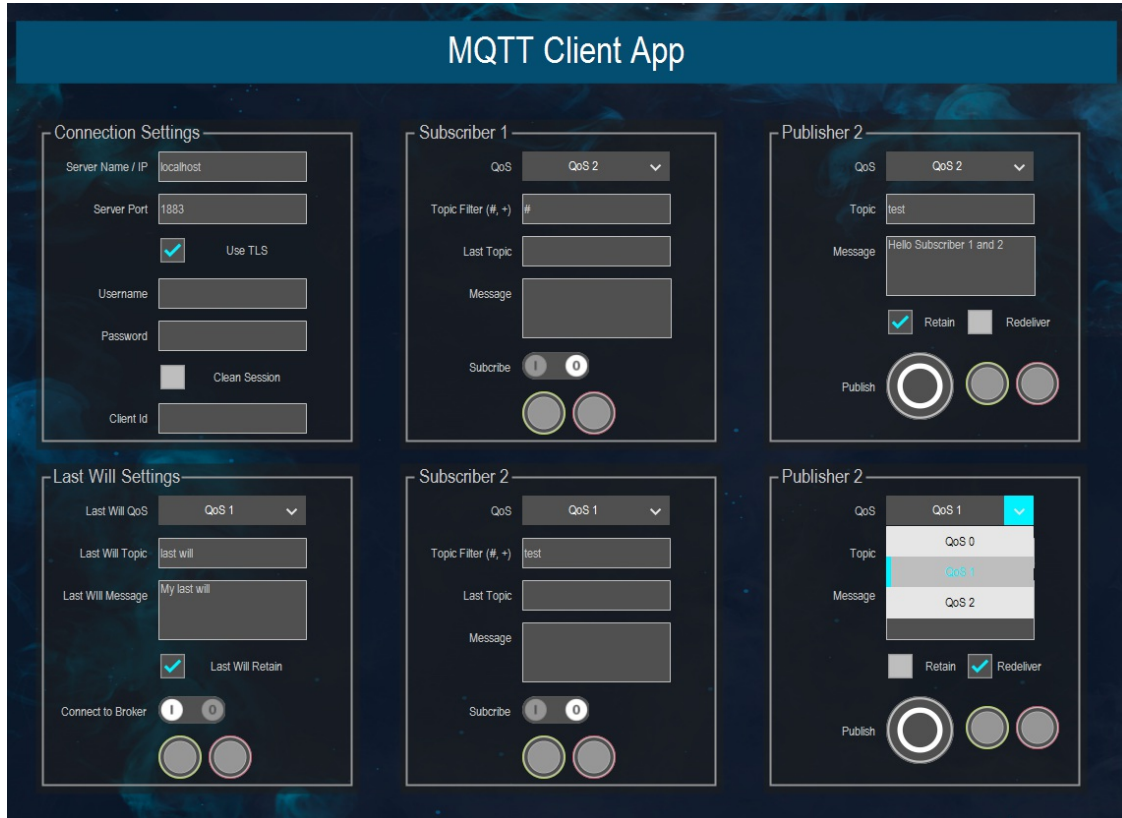 MQTT Client App
Connection Settings
Server Name / IP localhost
Server Port 1883
Use TLS
Username
Password
Clean Session
Client Id
Subscriber 1
QoS QoS 2
Topic Filter (#, +) #
Last Topic
Message
Subcribe I 0
Publisher 2
QoS QoS 2
Topic test
Message Hello Subscriber 1 and 2
Retain Redeliver
Publish
Last Will Settings
Last Will QoS QoS 1
Last Will Topic last will
Last WIll Message My last will
Last Will Retain
Connect to Broker I 0
Subscriber 2
QoS QoS 1
Topic Filter (#, +) test
Last Topic
Message
Subcribe I 0
Publisher 2
QoS QoS 1
QoS 0
Topic
QoS 1
Message QoS 2
Retain Redeliver
Publish